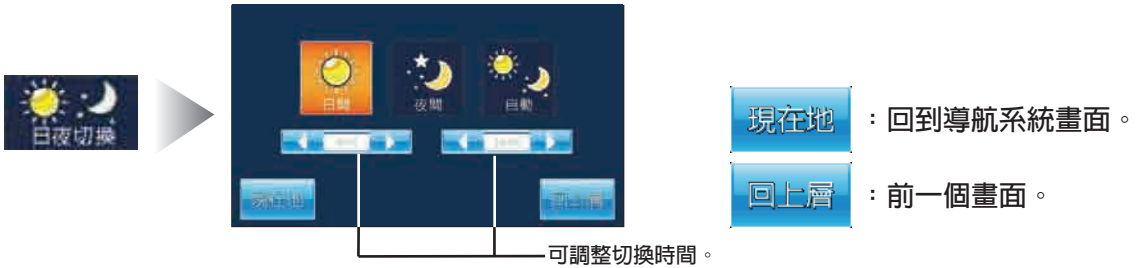 日夜切換
日間
夜間
自動
現在地
回上層
可調整切換時間。
現在地
:回到導航系統畫面。
回上層
:前一個畫面。